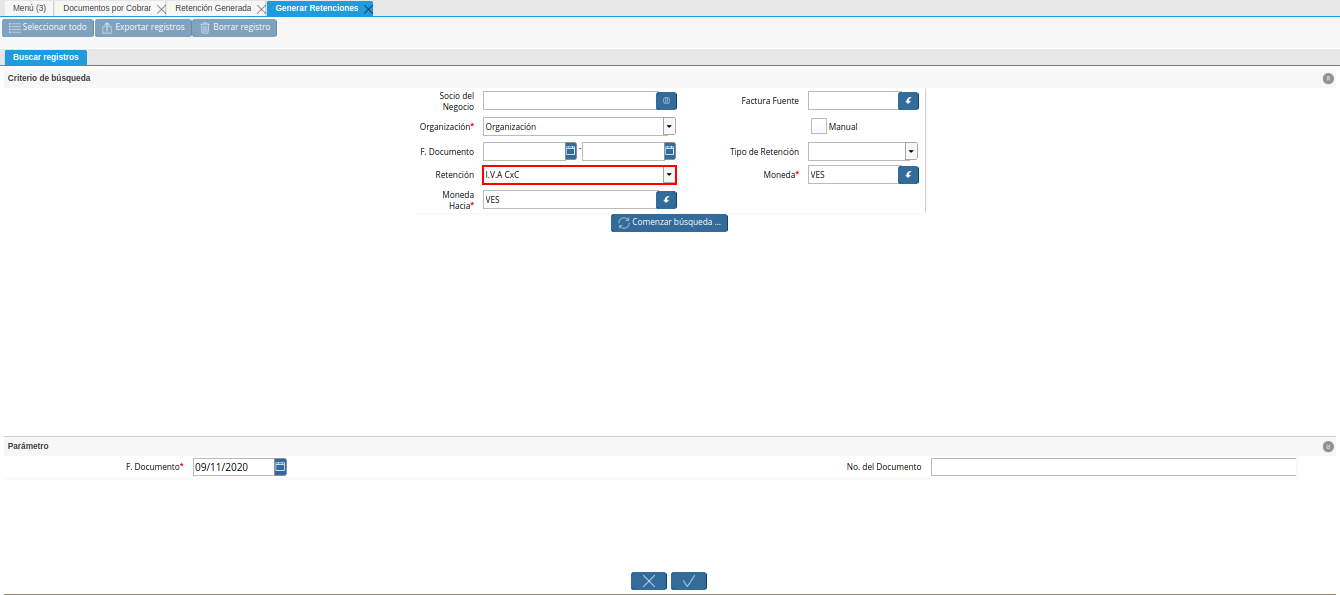 Menú (3) Documentos por Cobrar Retención Generada Generar Retenciones
Seleccionar todo Exportar registros Borrar registro
Buscar registros
Criterio de búsqueda
Socio del Negocio Factura Fuente
Organización* Organización Manual
F. Documento - Tipo de Retención
Retención I.V.A CxC Moneda* VES
Moneda Hacia* VES
Comenzar búsqueda ...
Parámetro
F. Documento* 09/11/2020 No. del Documento